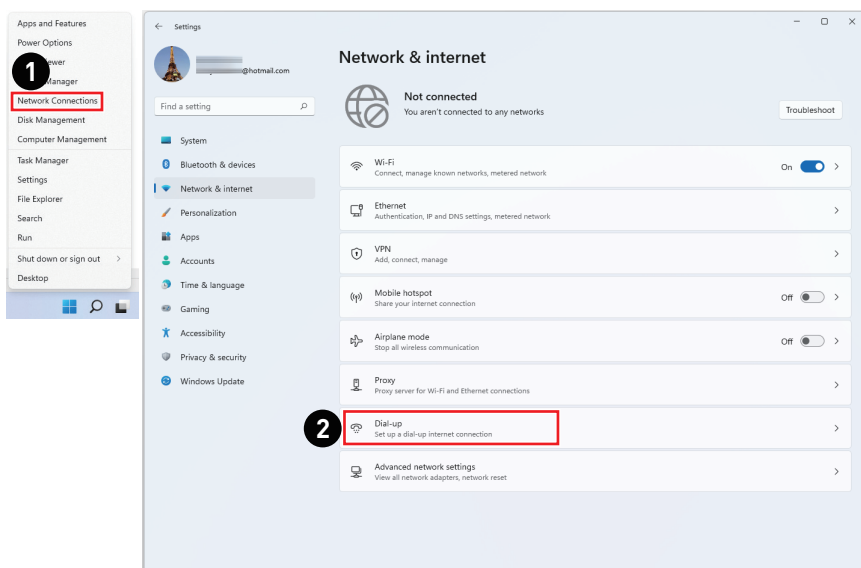 Apps and Features
Power Options
ewer
1
Manager
Network Connections
Disk Management
Computer Management
Task Manager
Settings
File Explorer
Search
Run
Shut down or sign out
Desktop
Settings
@hotmail.com
Find a setting
System
Bluetooth & devices
Network & internet
Personalization
Apps
Accounts
Time & language
Gaming
Accessibility
Privacy & security
Windows Update
Network & internet
Not connected
You aren't connected to any networks
Troubleshoot
Wi-Fi
Connect, manage known networks, metered network
On
Ethernet
Authentication, IP and DNS settings, metered network
VPN
Add, connect, manage
Mobile hotspot
Share your internet connection
Off
Airplane mode
Stop all wireless communication
Off
Proxy
Proxy server for Wi-Fi and Ethernet connections
2
Dial-up
Set up a dial-up internet connection
Advanced network settings
View all network adapters, network reset